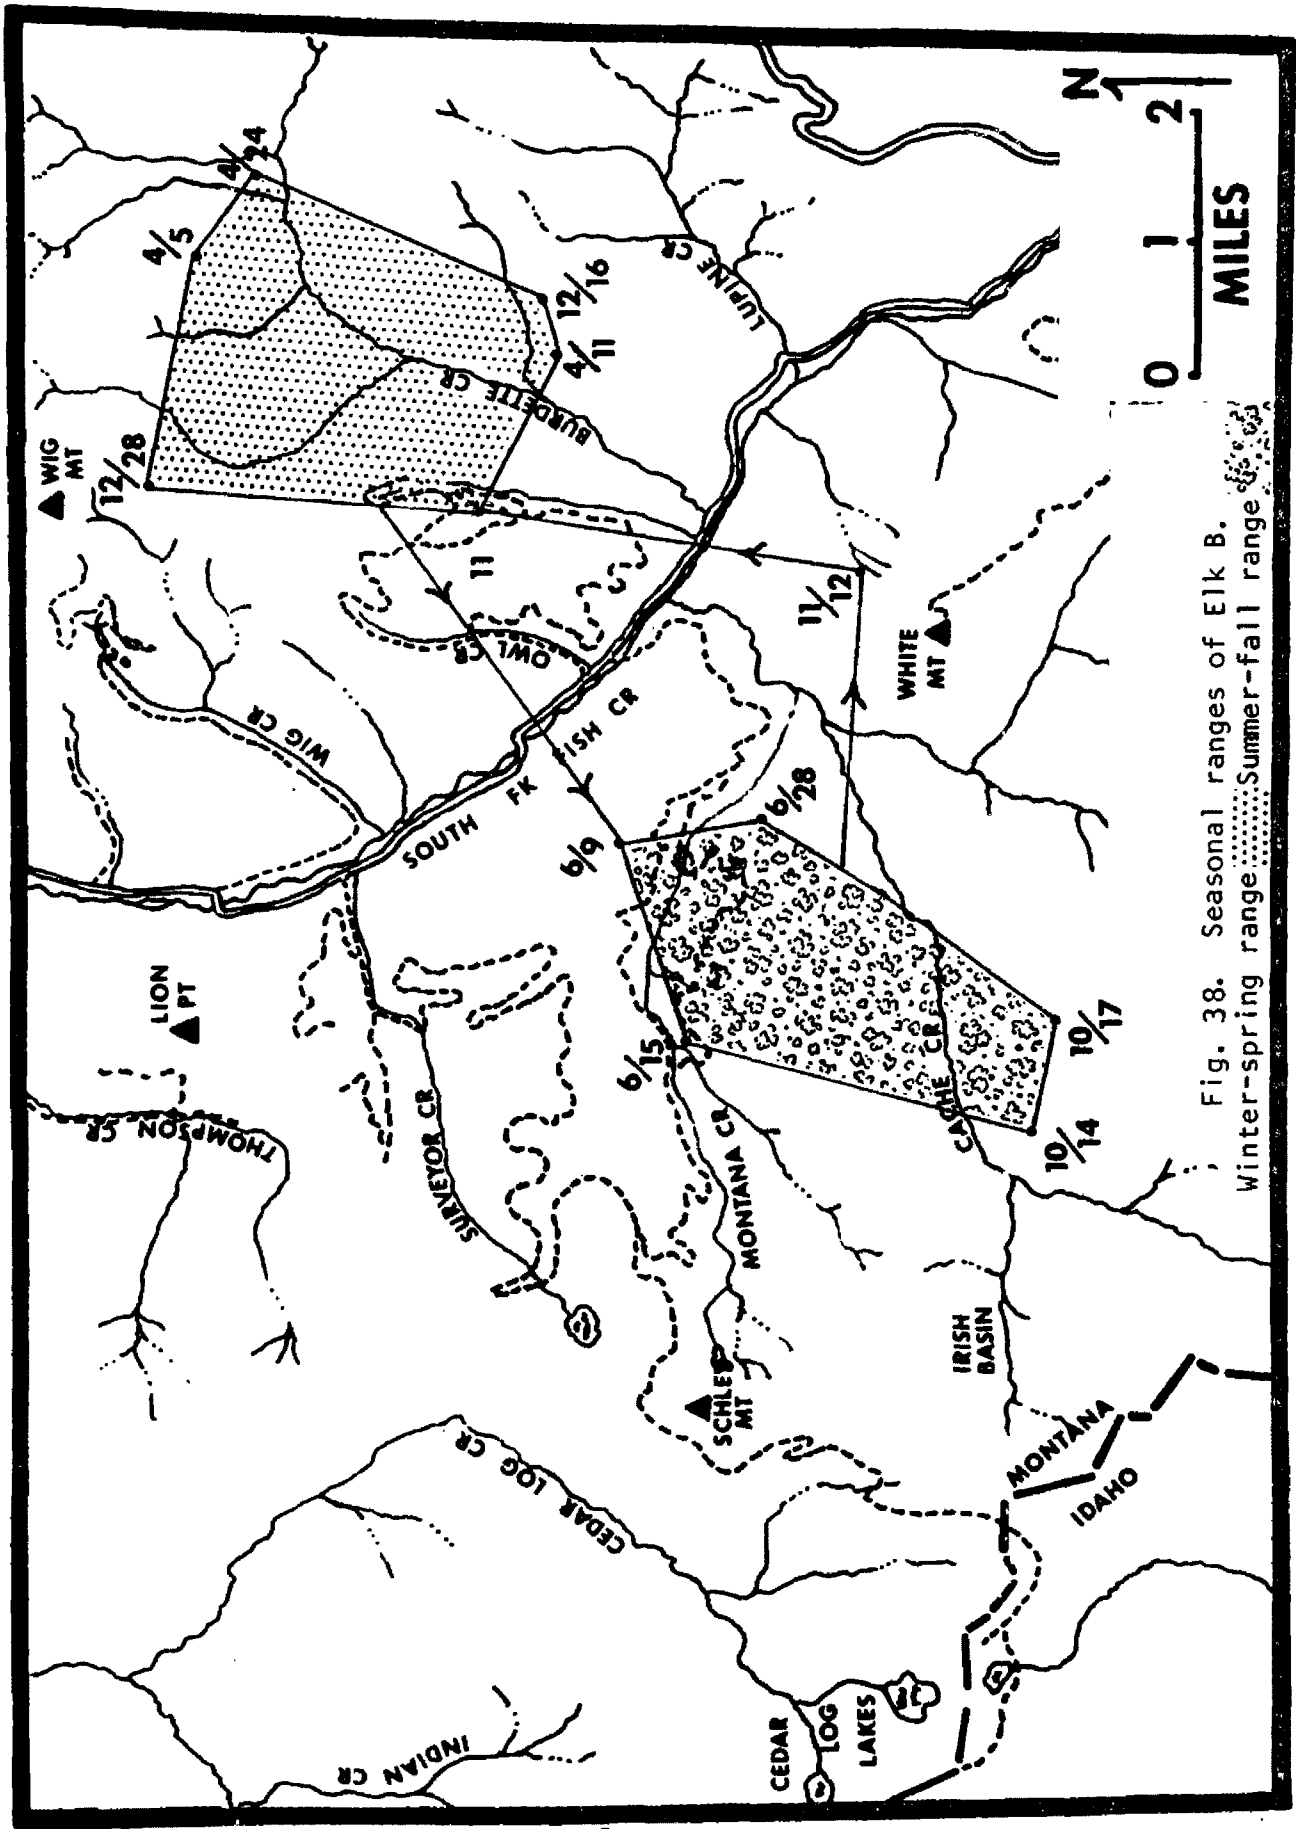 INDIAN CR
THOMPSON CR
LION
PT
WIG
MT
12/28
4/5
4/24
WIG CR
CEDAR LOG CR
SURVEYOR CR
SOUTH
FK
FISH CR
OWL CR
11
BURDETTE CR
4/11
12/16
LUPINE CR
SCHLEY
MT
MONTANA CR
6/15
6/9
6/28
11/12
WHITE
MT
CEDAR
LOG
LAKES
IRISH
BASIN
CACHE CR
MONTANA
IDAHO
10/14
10/17
N
0 1 2
MILES
Fig. 38. Seasonal ranges of Elk B.
Winter-spring range Summer-fall range